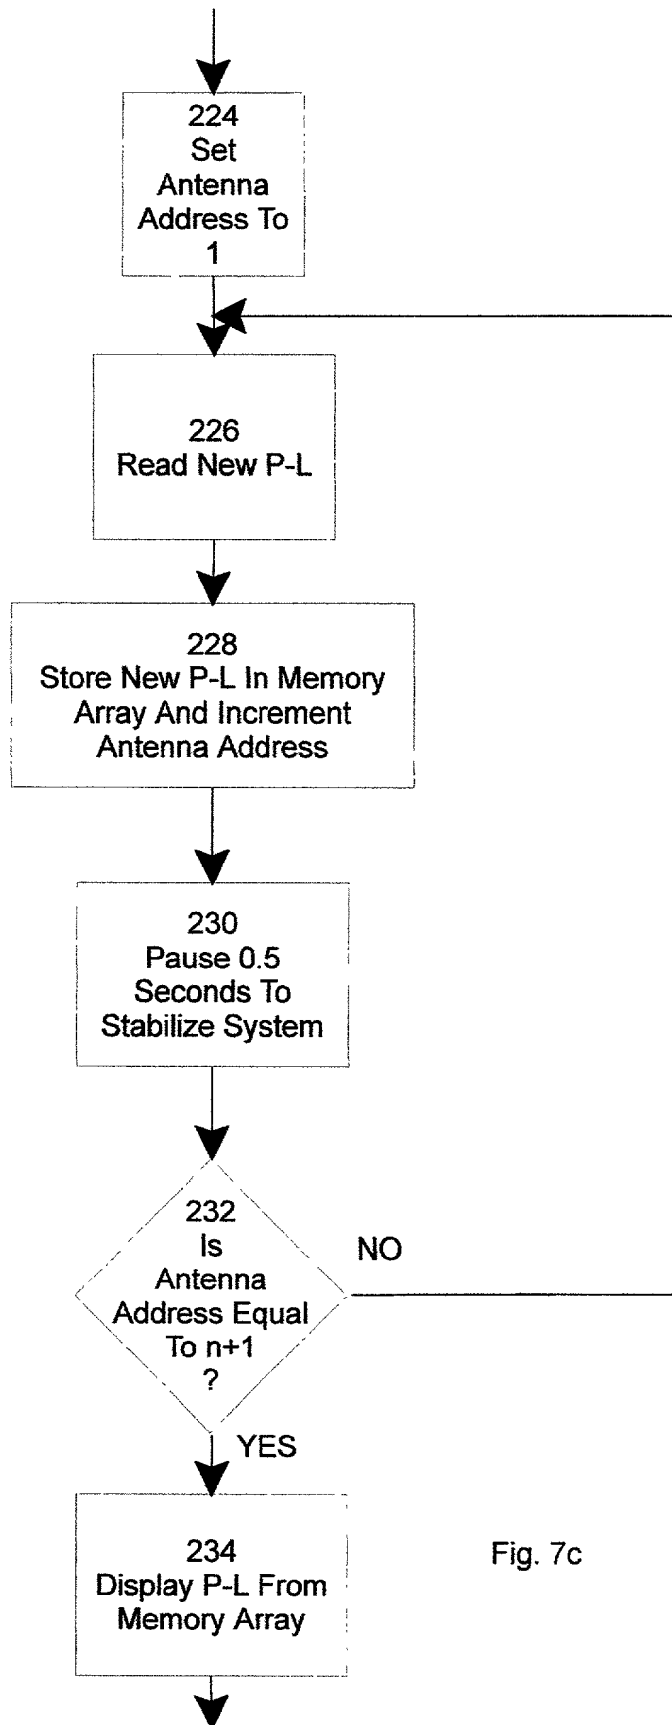 224
Set
Antenna
Address To
1
226
Read New P-L
228
Store New P-L In Memory
Array And Increment
Antenna Address
230
Pause 0.5
Seconds To
Stabilize System
232
Is
Antenna
Address Equal
To n+1
?
NO
YES
234
Display P-L From
Memory Array
Fig. 7c